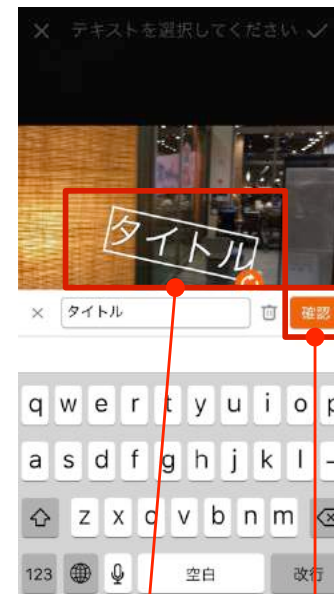 × テキストを選択してください ✓
タイトル
× タイトル 確認
q w e r t y u i o p
a s d f g h j k l -
z x c v b n m
123 空白 改行